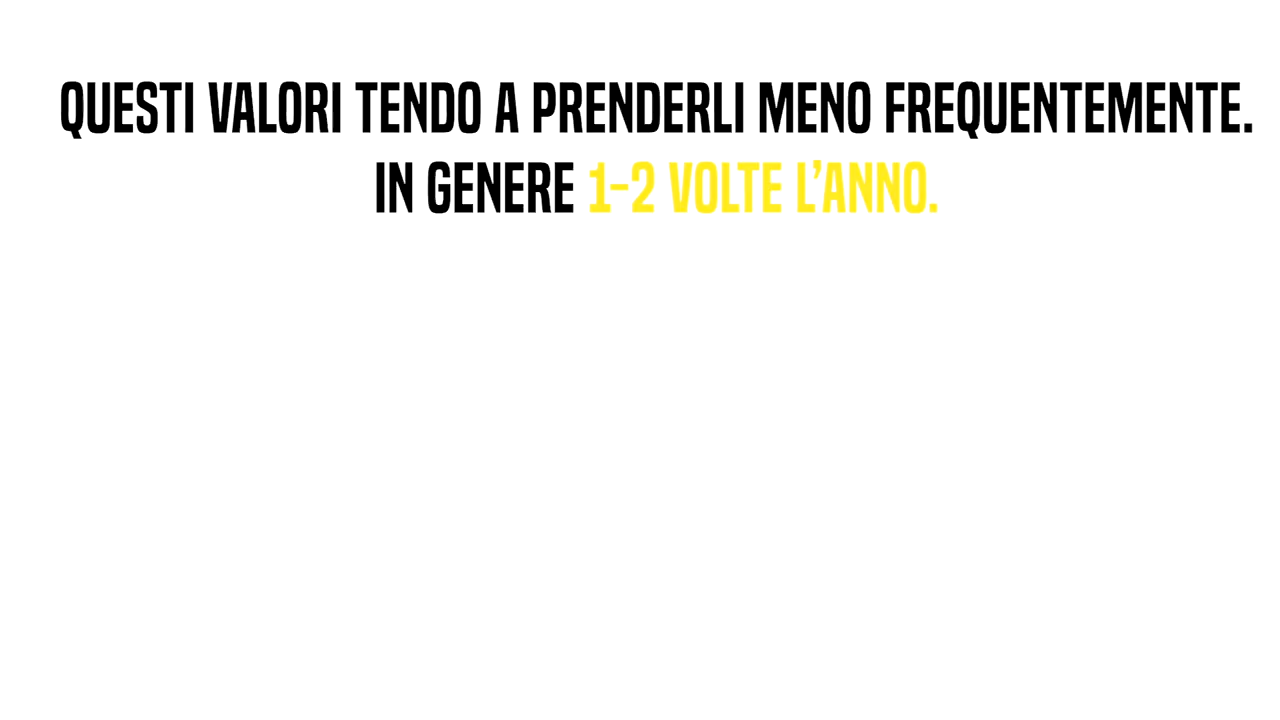 QUESTI VALORI TENDO A PRENDERLI MENO FREQUENTEMENTE.
IN GENERE 1-2 VOLTE L’ANNO.